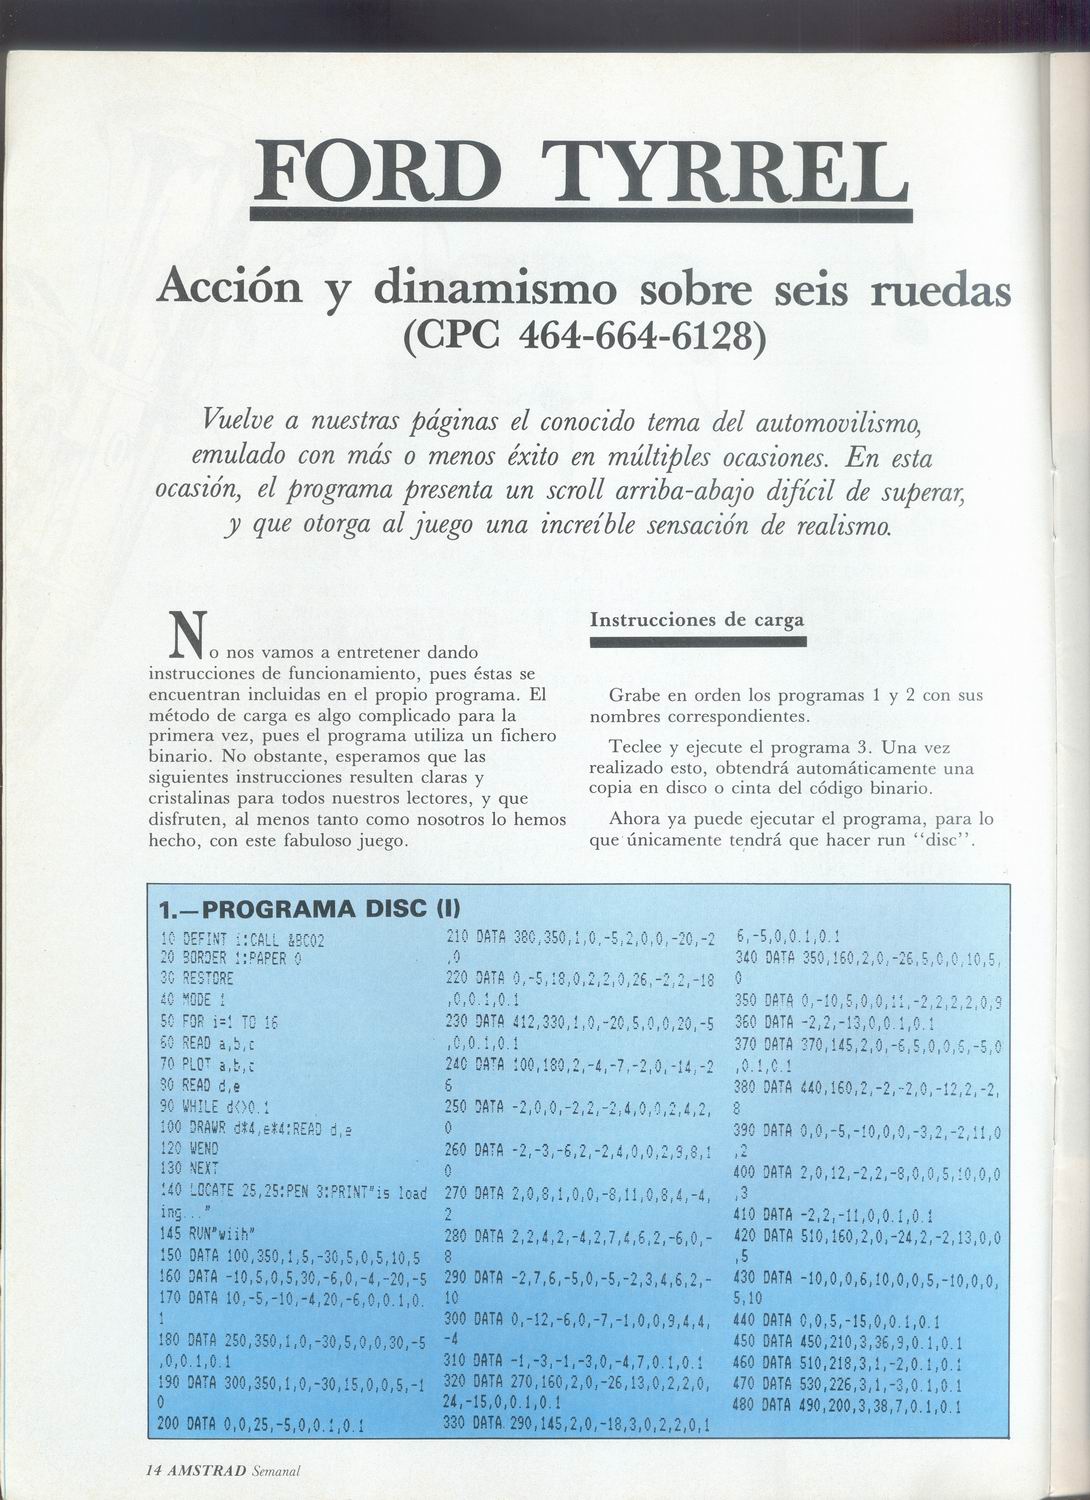 FORD TYRREL
Acción y dinamismo sobre seis ruedas
(CPC 464-664-6128)
Vuelve a nuestras páginas el conocido tema del automovilismo,
emulado con más o menos éxito en múltiples ocasiones. En esta
ocasión, el programa presenta un scroll arriba-abajo difícil de superar,
y que otorga al juego una increíble sensación de realismo.
No nos vamos a entretener dando
instrucciones de funcionamiento, pues éstas se
encuentran incluidas en el propio programa. El
método de carga es algo complicado para la
primera vez, pues el programa utiliza un fichero
binario. No obstante, esperamos que las
siguientes instrucciones resulten claras y
cristalinas para todos nuestros lectores, y que
disfruten, al menos tanto como nosotros lo hemos
hecho, con este fabuloso juego.
Instrucciones de carga
Grabe en orden los programas 1 y 2 con sus
nombres correspondientes.
Teclee y ejecute el programa 3. Una vez
realizado esto, obtendrá automáticamente una
copia en disco o cinta del código binario.
Ahora ya puede ejecutar el programa, para lo
que únicamente tendrá que hacer run ‘‘disc’’.
1.—PROGRAMA DISC (I)
10 DEFINT i:CALL &BC02
20 BORDER 1:PAPER 0
30 RESTORE
40 MODE 1
50 FOR i=1 TO 16
60 READ a,b,c
70 PLOT a,b,c
80 READ d,e
90 WHILE d<>0.1
100 DRAWR d*4,e*4:READ d,e
120 WEND
130 NEXT
140 LOCATE 25,25:PEN 3:PRINT"is load
ing..."
145 RUN"wiih"
150 DATA 100,350,1,5,-30,5,0,5,10,5
160 DATA -10,5,0,5,30,-6,0,-4,-20,-5
170 DATA 10,-5,-10,-4,20,-6,0,0.1,0.
1
180 DATA 250,350,1,0,-30,5,0,0,30,-5
,0,0.1,0.1
190 DATA 300,350,1,0,-30,15,0,0,5,-1
0
200 DATA 0,0,25,-5,0,0.1,0.1
210 DATA 380,350,1,0,-5,2,0,0,-20,-2
,0
220 DATA 0,-5,18,0,2,2,0,26,-2,2,-18
,0,0.1,0.1
230 DATA 412,330,1,0,-20,5,0,0,20,-5
,0,0.1,0.1
240 DATA 100,180,2,-4,-7,-2,0,-14,-2
6
250 DATA -2,0,0,-2,2,-2,4,0,0,2,4,2,
0
260 DATA -2,-3,-6,2,-2,4,0,0,2,9,8,1
0
270 DATA 2,0,8,1,0,0,-8,11,0,8,4,-4,
2
280 DATA 2,2,4,2,-4,2,7,4,6,2,-6,0,-
8
290 DATA -2,7,6,-5,0,-5,-2,3,4,6,2,-
10
300 DATA 0,-12,-6,0,-7,-1,0,0,9,4,4,
-4
310 DATA -1,-3,-1,-3,0,-4,7,0.1,0.1
320 DATA 270,160,2,0,-26,13,0,2,2,0,
24,-15,0,0.1,0.1
330 DATA 290,145,2,0,-18,3,0,2,2,0,1
6,-5,0,0.1,0.1
340 DATA 350,160,2,0,-26,5,0,0,10,5,
0
350 DATA 0,-10,5,0,0,11,-2,2,2,2,0,9
360 DATA -2,2,-13,0,0.1,0.1
370 DATA 370,145,2,0,-6,5,0,0,6,-5,0
,0.1,0.1
380 DATA 440,160,2,-2,-2,0,-12,2,-2,
8
390 DATA 0,0,-5,-10,0,0,-3,2,-2,11,0
,2
400 DATA 2,0,12,-2,2,-8,0,0,5,10,0,0
,3
410 DATA -2,2,-11,0,0.1,0.1
420 DATA 510,160,2,0,-24,2,-2,13,0,0
,5
430 DATA -10,0,0,6,10,0,0,5,-10,0,0,
5,10
440 DATA 0,0,5,-15,0,0.1,0.1
450 DATA 450,210,3,36,9,0.1,0.1
460 DATA 510,218,3,1,-2,0.1,0.1
470 DATA 530,226,3,1,-3,0.1,0.1
480 DATA 490,200,3,38,7,0.1,0.1
14 AMSTRAD Semanal